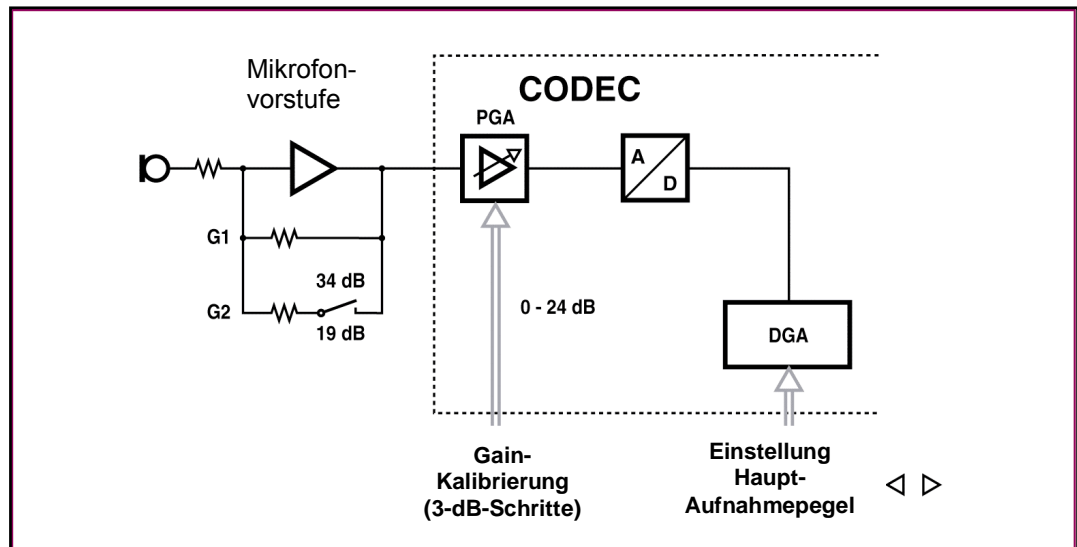 Mikrofon-
vorstufe
CODEC
PGA
A
D
G1
34 dB
G2
19 dB
0 - 24 dB
DGA
Gain-
Kalibrierung
(3-dB-Schritte)
Einstellung
Haupt-
Aufnahmepegel